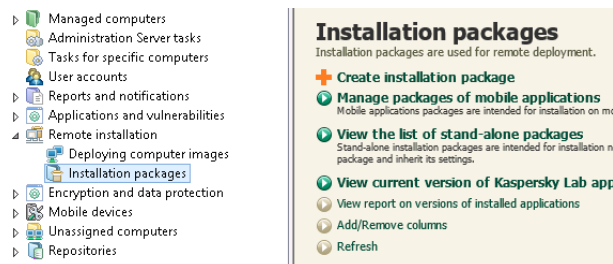 Managed computers
Administration Server tasks
Tasks for specific computers
User accounts
Reports and notifications
Applications and vulnerabilities
Remote installation
Deploying computer images
Installation packages
Encryption and data protection
Mobile devices
Unassigned computers
Repositories
Installation packages
Installation packages are used for remote deployment.
Create installation package
Manage packages of mobile applications
Mobile applications packages are intended for installation on mo
View the list of stand-alone packages
Stand-alone installation packages are intended for installation n
package and inherit its settings.
View current version of Kaspersky Lab app
View report on versions of installed applications
Add/Remove columns
Refresh